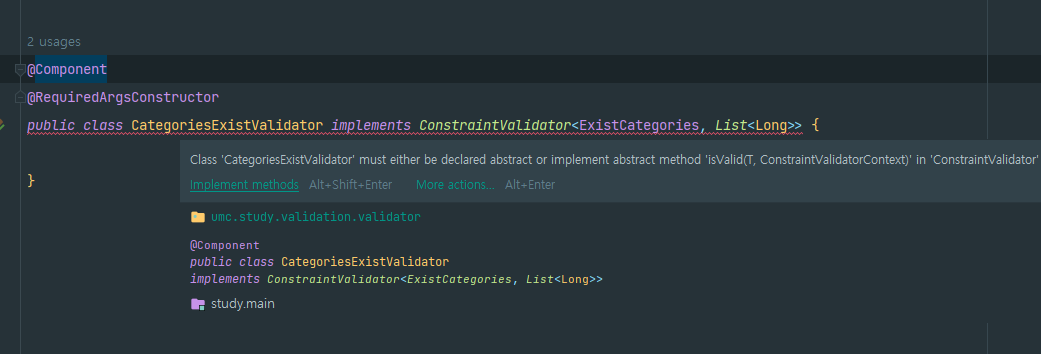 2 usages
@Component
@RequiredArgsConstructor
public class CategoriesExistValidator implements ConstraintValidator<ExistCategories, List<Long>> {
Class 'CategoriesExistValidator' must either be declared abstract or implement abstract method 'isValid(T, ConstraintValidatorContext)' in 'ConstraintValidator'
}
Implement methods Alt+Shift+Enter More actions... Alt+Enter
umc.study.validation.validator
@Component
public class CategoriesExistValidator
implements ConstraintValidator<ExistCategories, List<Long>>
study.main